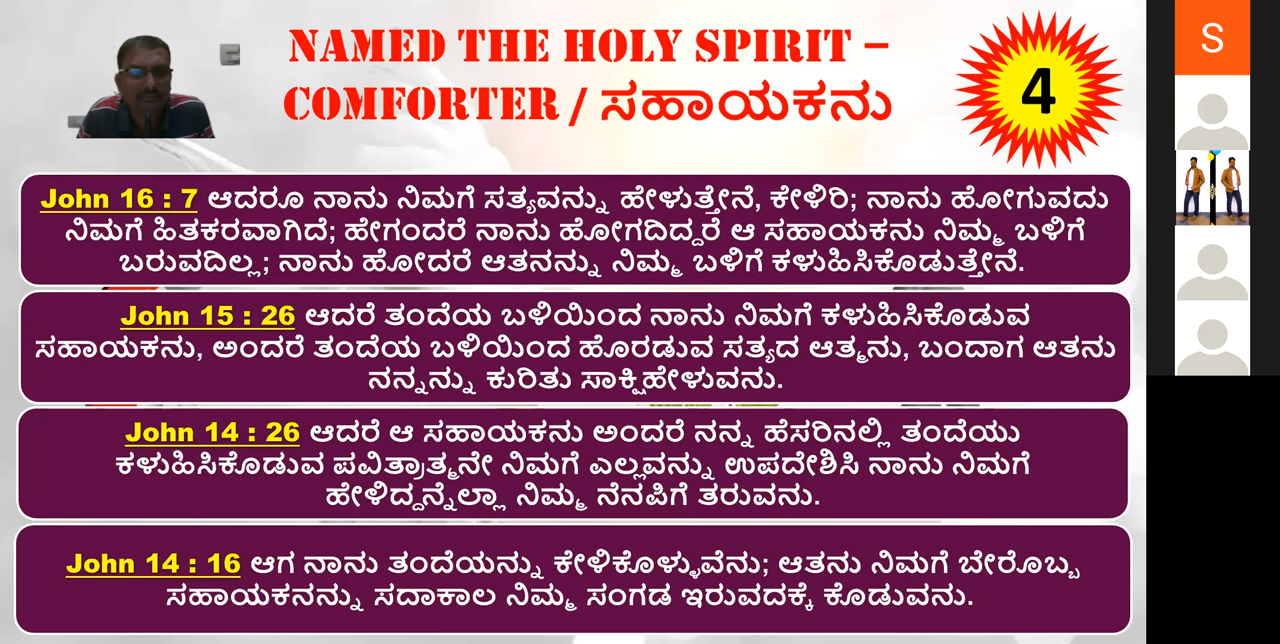 NAMED THE HOLY SPIRIT –
COMFORTER / ಸಹಾಯಕನು
4
S
John 16 : 7 ಆದರೂ ನಾನು ನಿಮಗೆ ಸತ್ಯವನ್ನು ಹೇಳುತ್ತೇನೆ, ಕೇಳಿರಿ; ನಾನು ಹೋಗುವದು
ನಿಮಗೆ ಹಿತಕರವಾಗಿದೆ; ಹೇಗಂದರೆ ನಾನು ಹೋಗದಿದ್ದರೆ ಆ ಸಹಾಯಕನು ನಿಮ್ಮ ಬಳಿಗೆ
ಬರುವದಿಲ್ಲ; ನಾನು ಹೋದರೆ ಆತನನ್ನು ನಿಮ್ಮ ಬಳಿಗೆ ಕಳುಹಿಸಿಕೊಡುತ್ತೇನೆ.
John 15 : 26 ಆದರೆ ತಂದೆಯ ಬಳಿಯಿಂದ ನಾನು ನಿಮಗೆ ಕಳುಹಿಸಿಕೊಡುವ
ಸಹಾಯಕನು, ಅಂದರೆ ತಂದೆಯ ಬಳಿಯಿಂದ ಹೊರಡುವ ಸತ್ಯದ ಆತ್ಮನು, ಬಂದಾಗ ಆತನು
ನನ್ನನ್ನು ಕುರಿತು ಸಾಕ್ಷಿಹೇಳುವನು.
John 14 : 26 ಆದರೆ ಆ ಸಹಾಯಕನು ಅಂದರೆ ನನ್ನ ಹೆಸರಿನಲ್ಲಿ ತಂದೆಯು
ಕಳುಹಿಸಿಕೊಡುವ ಪವಿತ್ರಾತ್ಮನೇ ನಿಮಗೆ ಎಲ್ಲವನ್ನು ಉಪದೇಶಿಸಿ ನಾನು ನಿಮಗೆ
ಹೇಳಿದ್ದನ್ನೆಲ್ಲಾ ನಿಮ್ಮ ನೆನಪಿಗೆ ತರುವನು.
John 14 : 16 ಆಗ ನಾನು ತಂದೆಯನ್ನು ಕೇಳಿಕೊಳ್ಳುವೆನು; ಆತನು ನಿಮಗೆ ಬೇರೊಬ್ಬ
ಸಹಾಯಕನನ್ನು ಸದಾಕಾಲ ನಿಮ್ಮ ಸಂಗಡ ಇರುವದಕ್ಕೆ ಕೊಡುವನು.